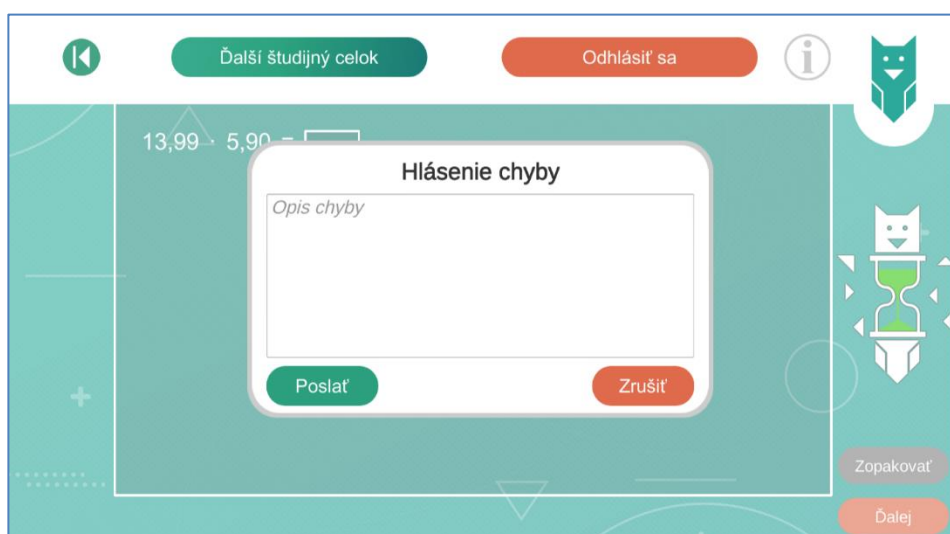 Ďalší študijný celok
Odhlásiť sa
i
13,99 · 5,90 =
Hlásenie chyby
Opis chyby
Poslať
Zrušiť
Zopakovať
Ďalej